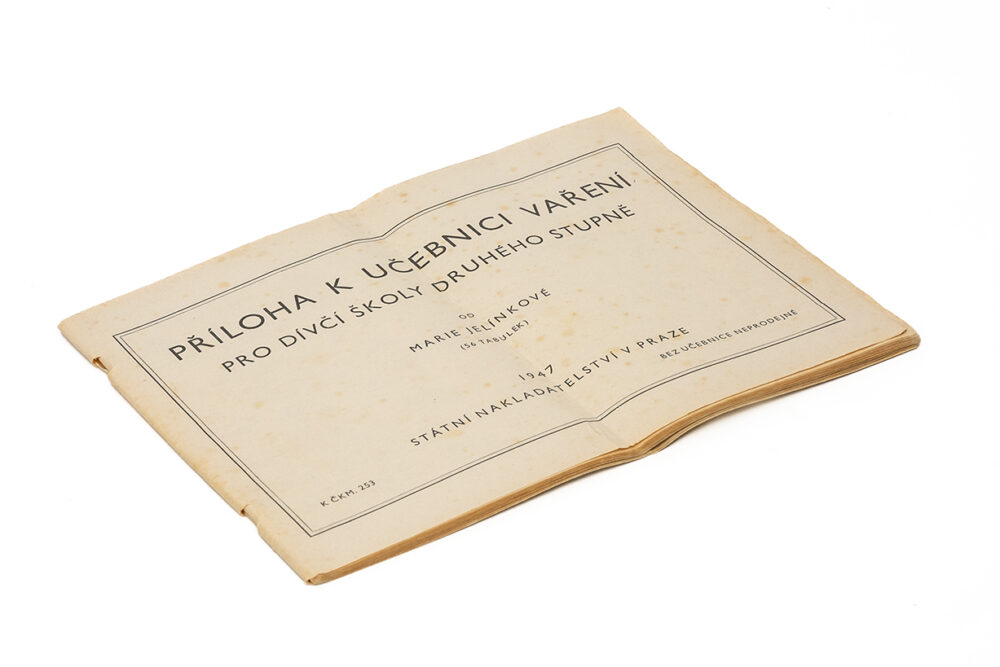 PŘÍLOHA K UČEBNICI VAŘENÍ
PRO DÍVČÍ ŠKOLY DRUHÉHO STUPNĚ
OD
MARIE JELÍNKOVÉ
(56 TABULEK)
1947
STÁTNÍ NAKLADATELSTVÍ V PRAZE
BEZ UČEBNICE NEPRODEJNÉ
K ČKM. 253